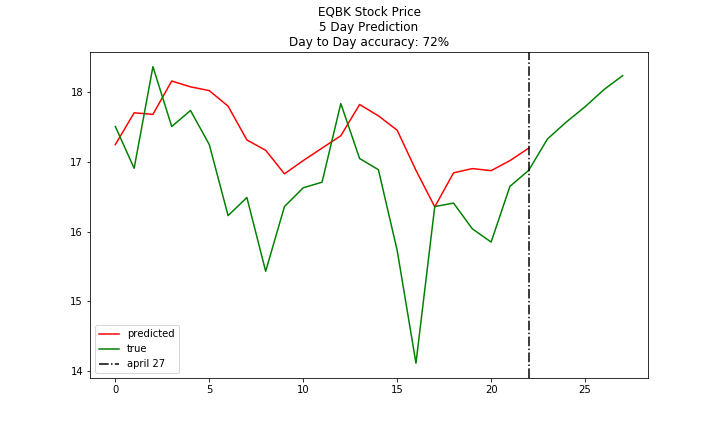 EQBK Stock Price
5 Day Prediction
Day to Day accuracy: 72%
18
17
16
15
14
predicted
true
april 27
0 5 10 15 20 25